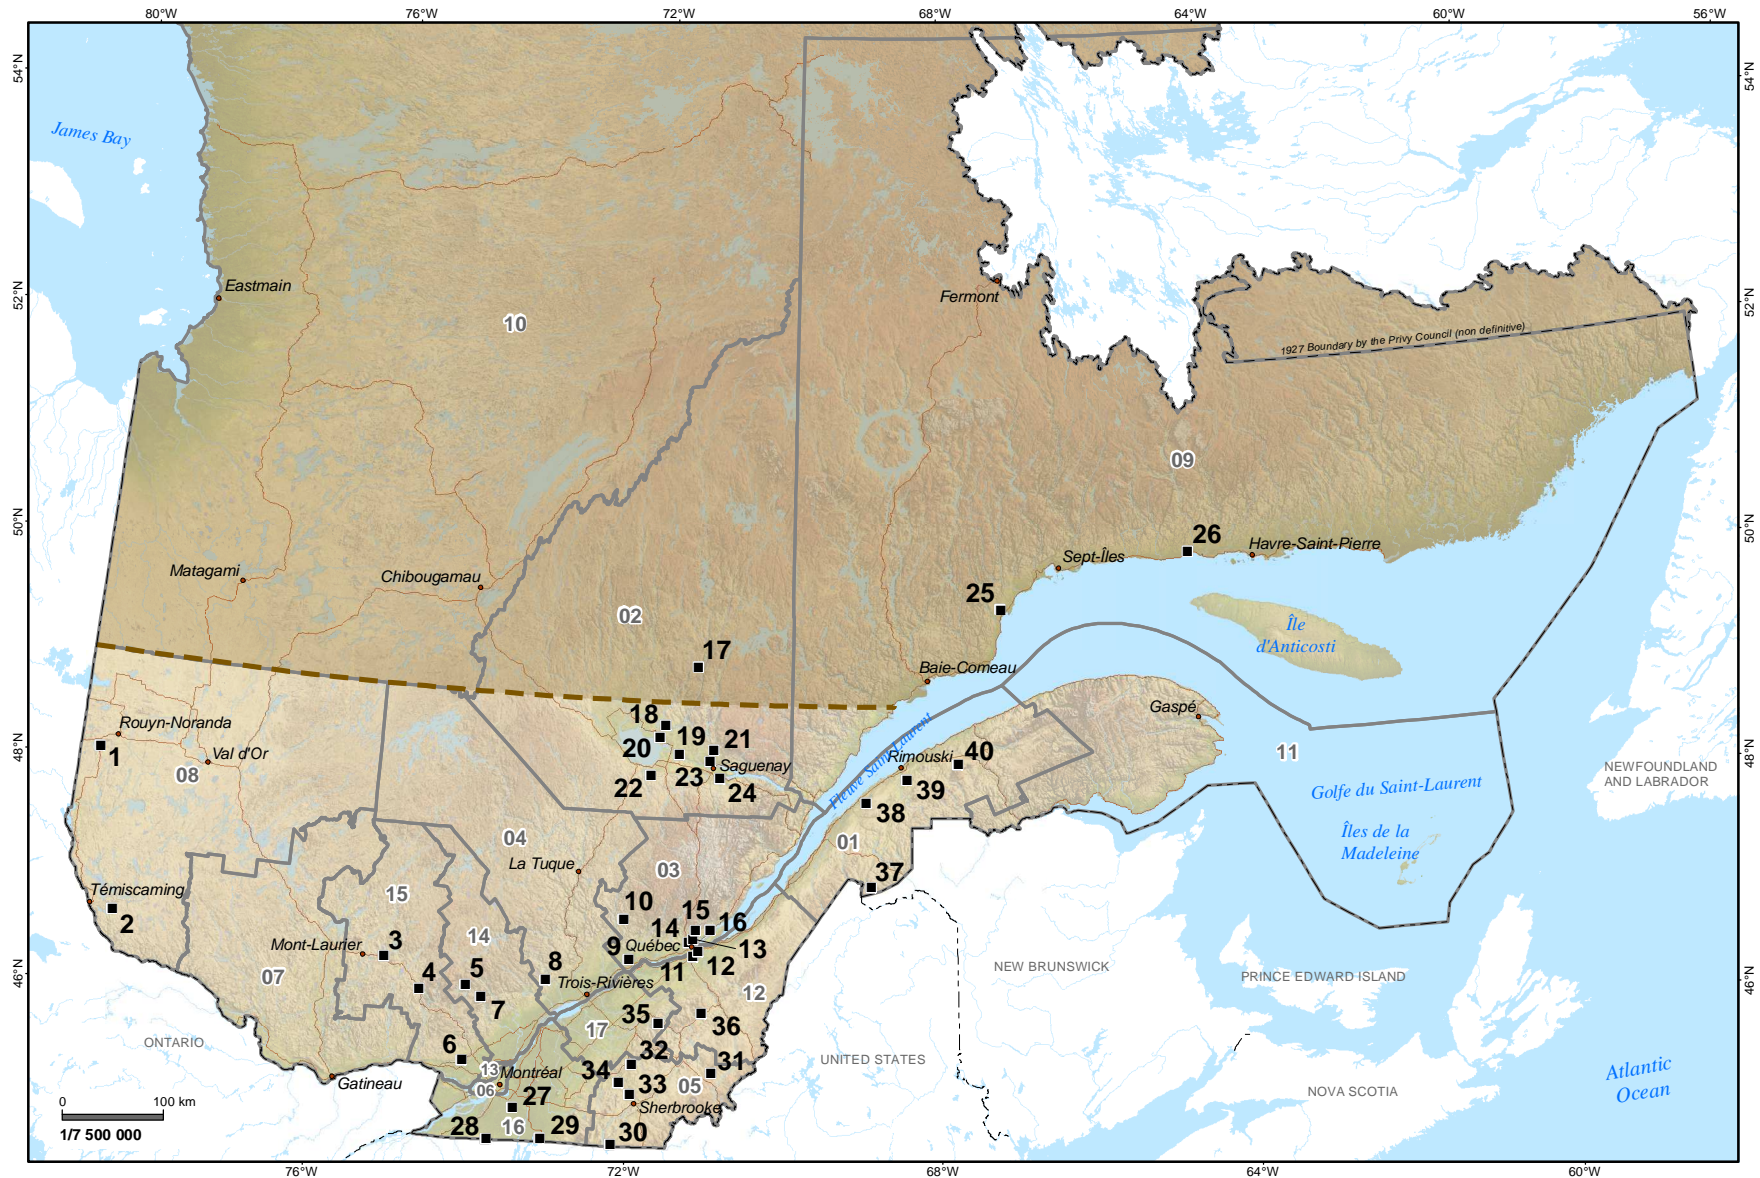 80°W
76°W
72°W
68°W
64°W
60°W
56°W
54°N
54°N
James Bay
Eastmain
Fermont
52°N
52°N
10
1927 Boundary by the Privy Council (non definitive)
09
50°N
50°N
26
Havre-Saint-Pierre
Sept-Îles
Matagami
Chibougamau
25
02
Île
d'Anticosti
17
Baie-Comeau
Gaspé
18
Rouyn-Noranda
19
21
20
1
Val d'Or
48°N
48°N
Saguenay
Fleuve Saint-Laurent
Rimouski
40
11
08
23
22
24
39
NEWFOUNDLAND
AND LABRADOR
Golfe du Saint-Laurent
38
Îles de la
Madeleine
04
01
La Tuque
03
37
Témiscaming
15
2
10
15
16
14
14
Mont-Laurier
3
9
Québec
13
11
12
46°N
46°N
07
4
5
8
NEW BRUNSWICK
PRINCE EDWARD ISLAND
Trois-Rivières
12
7
35
36
17
ONTARIO
6
32
31
UNITED STATES
34
13
Montréal
Gatineau
06
33
05
NOVA SCOTIA
Atlantic
Ocean
0
100 km
27
Sherbrooke
1/7 500 000
28
16
29
30
76°W
72°W
68°W
64°W
60°W